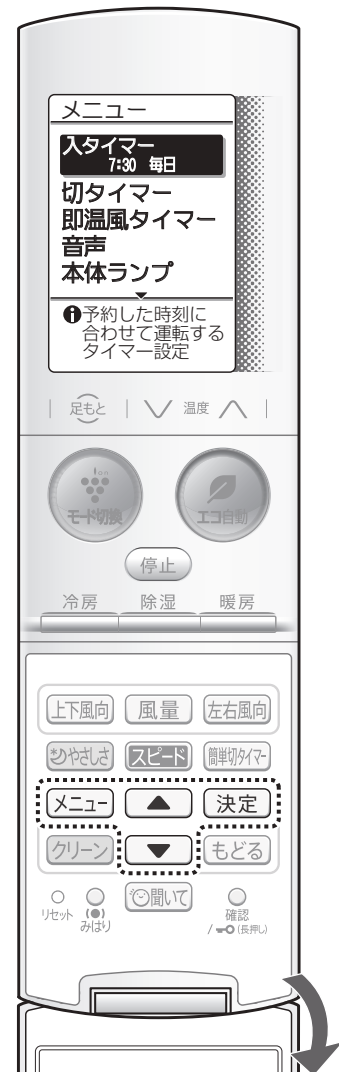 メニュー
入タイマー
7:30 毎日
切タイマー
即温風タイマー
音声
本体ランプ
❶予約した時刻に
合わせて運転する
タイマー設定
足もと 温度
ion
モード切換 エコ自動
停止
冷房 除湿 暖房
上下風向 風量 左右風向
やさしさ スピード 簡単切タイマー
メニュー 決定
クリーン もどる
リセット みはり 聞いて 確認
/ (長押し)